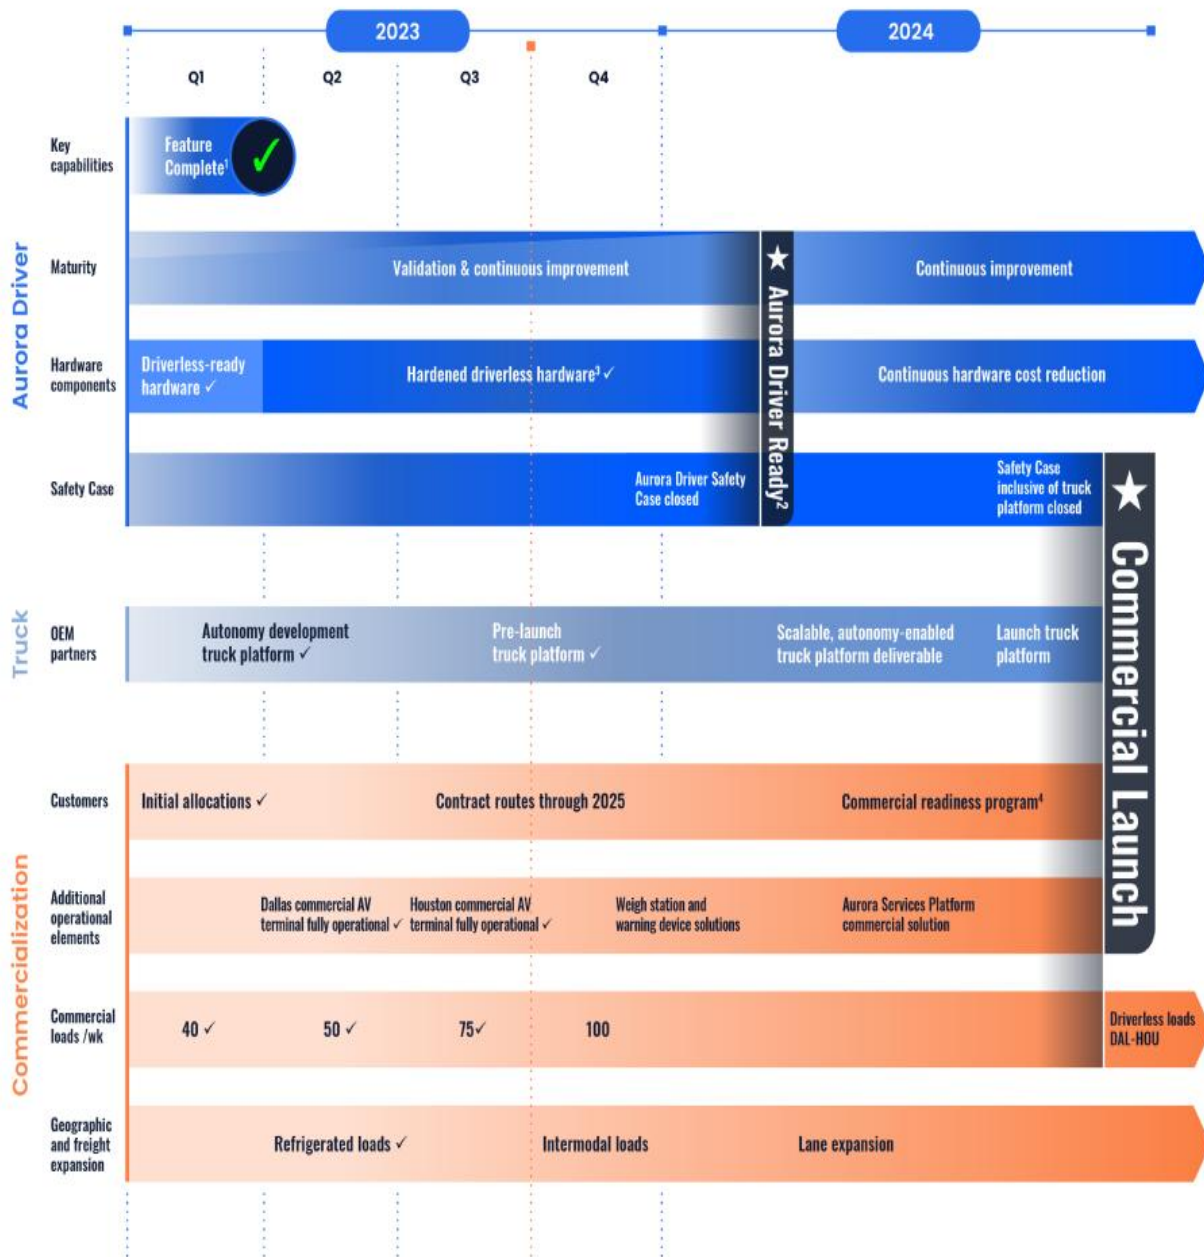 2023
2024
Q1
Q2
Q3
Q4
Aurora Driver
Key
capabilities
Feature
Complete¹
✓
Maturity
Validation & continuous improvement
Continuous improvement
Hardware
components
Driverless-ready
hardware ✓
Hardened driverless hardware³ ✓
Continuous hardware cost reduction
Safety Case
Aurora Driver Safety
Case closed
Safety Case
inclusive of truck
platform closed
★ Aurora Driver Ready²
★ Commercial Launch
Truck
OEM
partners
Autonomy development
truck platform ✓
Pre-launch
truck platform ✓
Scalable, autonomy-enabled
truck platform deliverable
Launch truck
platform
Commercialization
Customers
Initial allocations ✓
Contract routes through 2025
Commercial readiness program⁴
Additional
operational
elements
Dallas commercial AV
terminal fully operational ✓
Houston commercial AV
terminal fully operational ✓
Weigh station and
warning device solutions
Aurora Services Platform
commercial solution
Commercial
loads /wk
40 ✓
50 ✓
75✓
100
Driverless loads
DAL-HOU
Geographic
and freight
expansion
Refrigerated loads ✓
Intermodal loads
Lane expansion